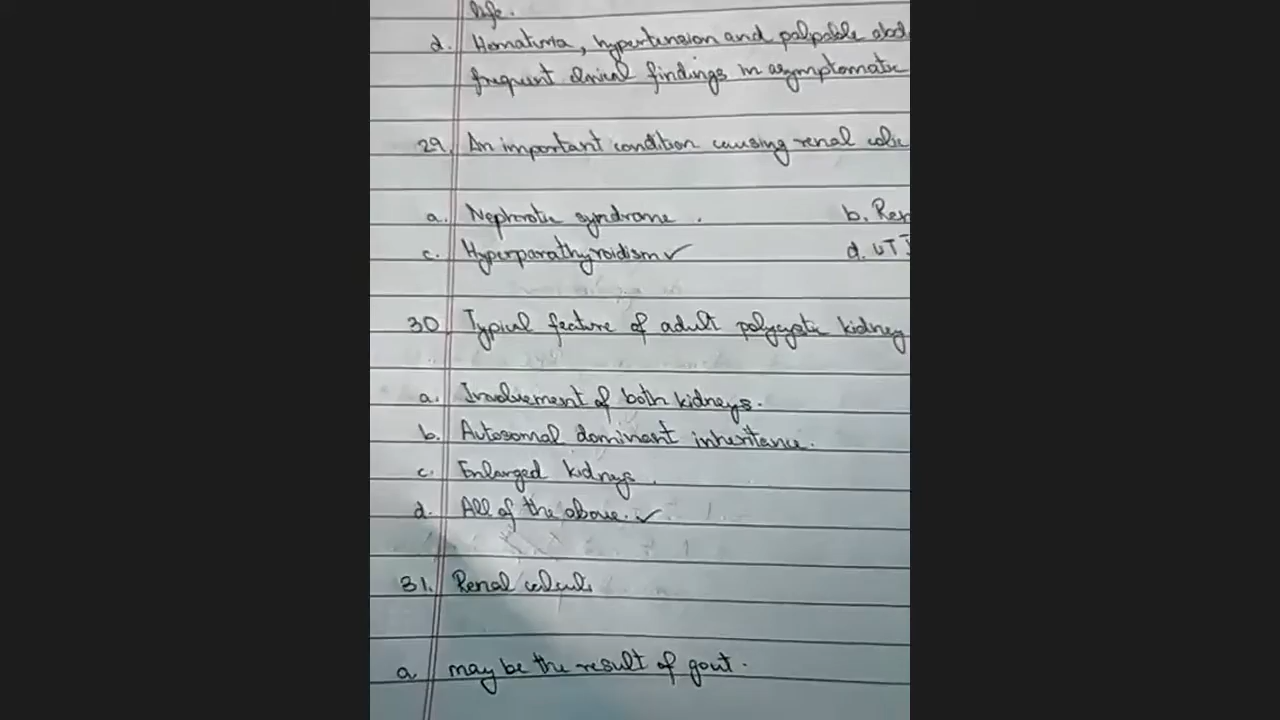 life.
d. Hematuria, hypertension and palpable abd
frequent clinical findings in asymptomatic
29. An important condition causing renal colic
a. Nephrotic syndrome. b. Ren
c. Hyperparathyroidism ✓ d. UTI
30. Typical feature of adult polycystic kidney
a. Involvement of both kidneys.
b. Autosomal dominant inheritance.
c. Enlarged kidneys.
d. All of the above. ✓
31. Renal calculi
a may be the result of gout.